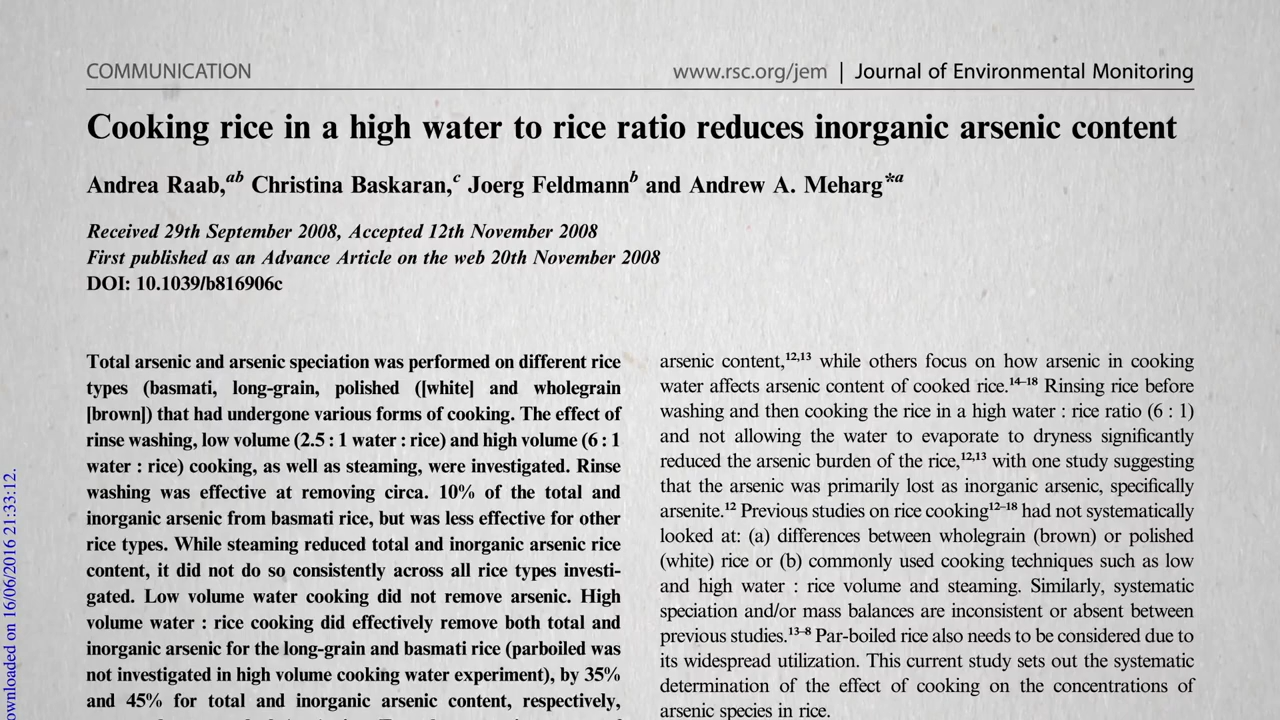 COMMUNICATION
www.rsc.org/jem | Journal of Environmental Monitoring
Cooking rice in a high water to rice ratio reduces inorganic arsenic content
Andrea Raab,ab Christina Baskaran,c Joerg Feldmannb and Andrew A. Meharg*a
Received 29th September 2008, Accepted 12th November 2008
First published as an Advance Article on the web 20th November 2008
DOI: 10.1039/b816906c
Total arsenic and arsenic speciation was performed on different rice
types (basmati, long-grain, polished ([white] and wholegrain
[brown]) that had undergone various forms of cooking. The effect of
rinse washing, low volume (2.5 : 1 water : rice) and high volume (6 : 1
water : rice) cooking, as well as steaming, were investigated. Rinse
washing was effective at removing circa. 10% of the total and
inorganic arsenic from basmati rice, but was less effective for other
rice types. While steaming reduced total and inorganic arsenic rice
content, it did not do so consistently across all rice types investi-
gated. Low volume water cooking did not remove arsenic. High
volume water : rice cooking did effectively remove both total and
inorganic arsenic for the long-grain and basmati rice (parboiled was
not investigated in high volume cooking water experiment), by 35%
and 45% for total and inorganic arsenic content, respectively,
arsenic content,12,13 while others focus on how arsenic in cooking
water affects arsenic content of cooked rice.14–18 Rinsing rice before
washing and then cooking the rice in a high water : rice ratio (6 : 1)
and not allowing the water to evaporate to dryness significantly
reduced the arsenic burden of the rice,12,13 with one study suggesting
that the arsenic was primarily lost as inorganic arsenic, specifically
arsenite.12 Previous studies on rice cooking12–18 had not systematically
looked at: (a) differences between wholegrain (brown) or polished
(white) rice or (b) commonly used cooking techniques such as low
and high water : rice volume and steaming. Similarly, systematic
speciation and/or mass balances are inconsistent or absent between
previous studies.13–8 Par-boiled rice also needs to be considered due to
its widespread utilization. This current study sets out the systematic
determination of the effect of cooking on the concentrations of
arsenic species in rice.
ownloaded on 16/06/2016 21:33:12.